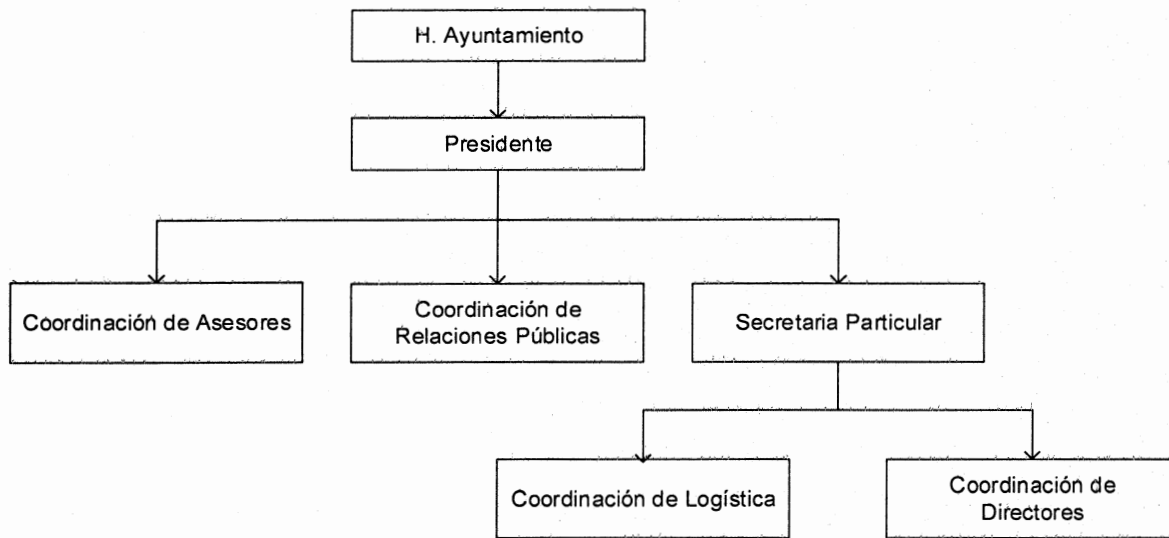 H. Ayuntamiento
Presidente
Coordinación de Asesores
Coordinación de
Relaciones Públicas
Secretaria Particular
Coordinación de Logística
Coordinación de
Directores